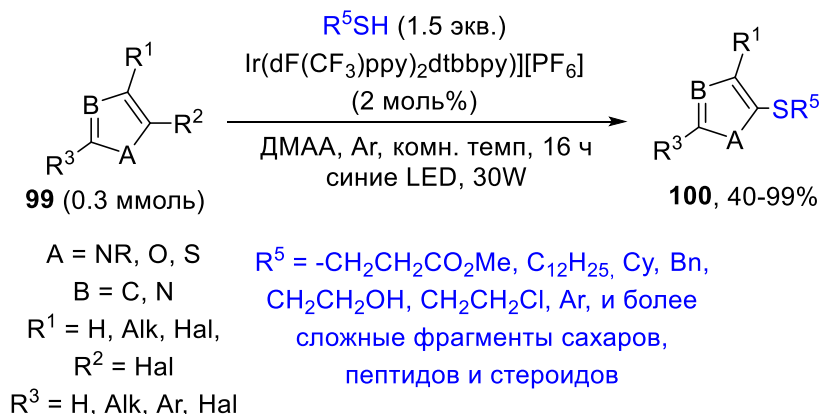 R⁵SH (1.5 экв.)
Ir(dF(CF₃)ppy)₂dtbbpy)][PF₆]
(2 моль%)
ДМАА, Ar, комн. темп, 16 ч
синие LED, 30W
R¹
B
R²
R³
A
99 (0.3 ммоль)
R¹
B
SR⁵
R³
A
100, 40-99%
A = NR, O, S
B = C, N
R¹ = H, Alk, Hal,
R² = Hal
R³ = H, Alk, Ar, Hal
R⁵ = -CH₂CH₂CO₂Me, C₁₂H₂₅, Cy, Bn,
CH₂CH₂OH, CH₂CH₂Cl, Ar, и более
сложные фрагменты сахаров,
пептидов и стероидов